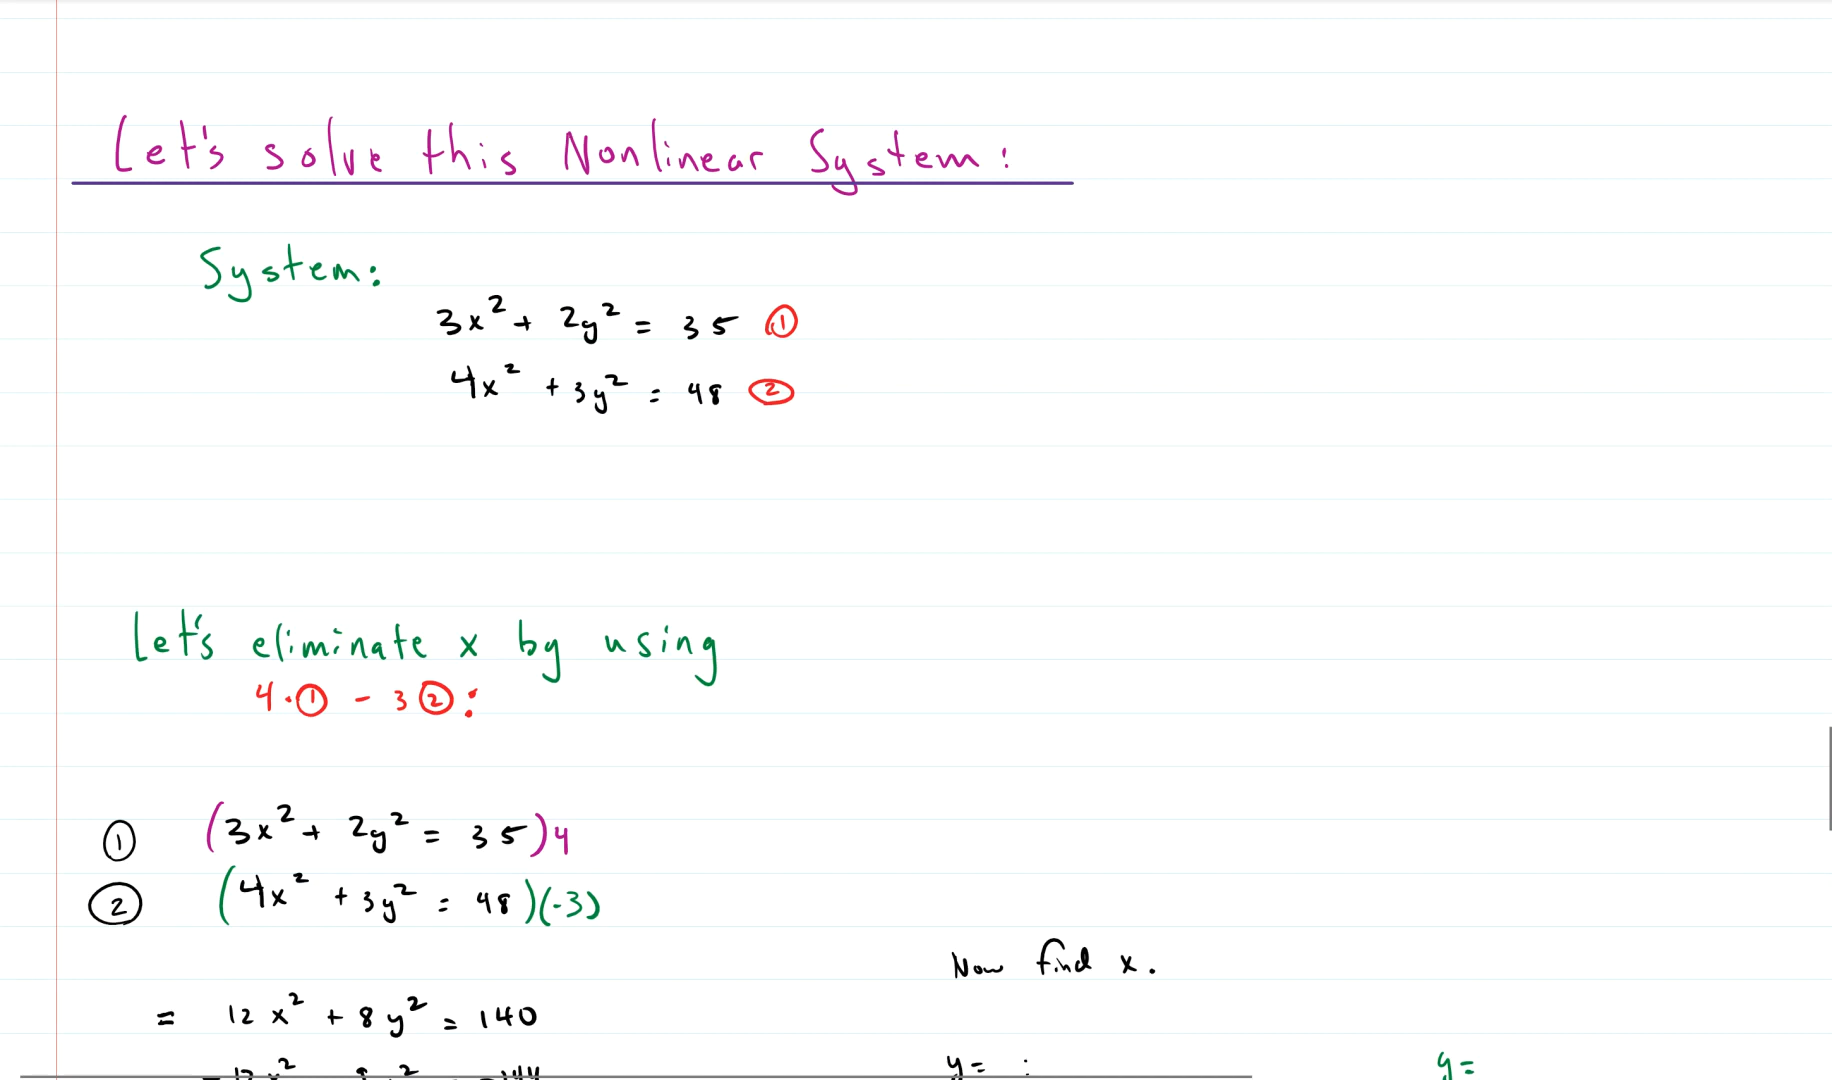 Let's solve this Nonlinear System:
System:
3x² + 2y² = 35 ①
4x² + 3y² = 48 ②
Let's eliminate x by using
4·① - 3②:
① (3x² + 2y² = 35)4
② (4x² + 3y² = 48)(-3)
Now find x.
= 12x² + 8y² = 140
y= :
y=